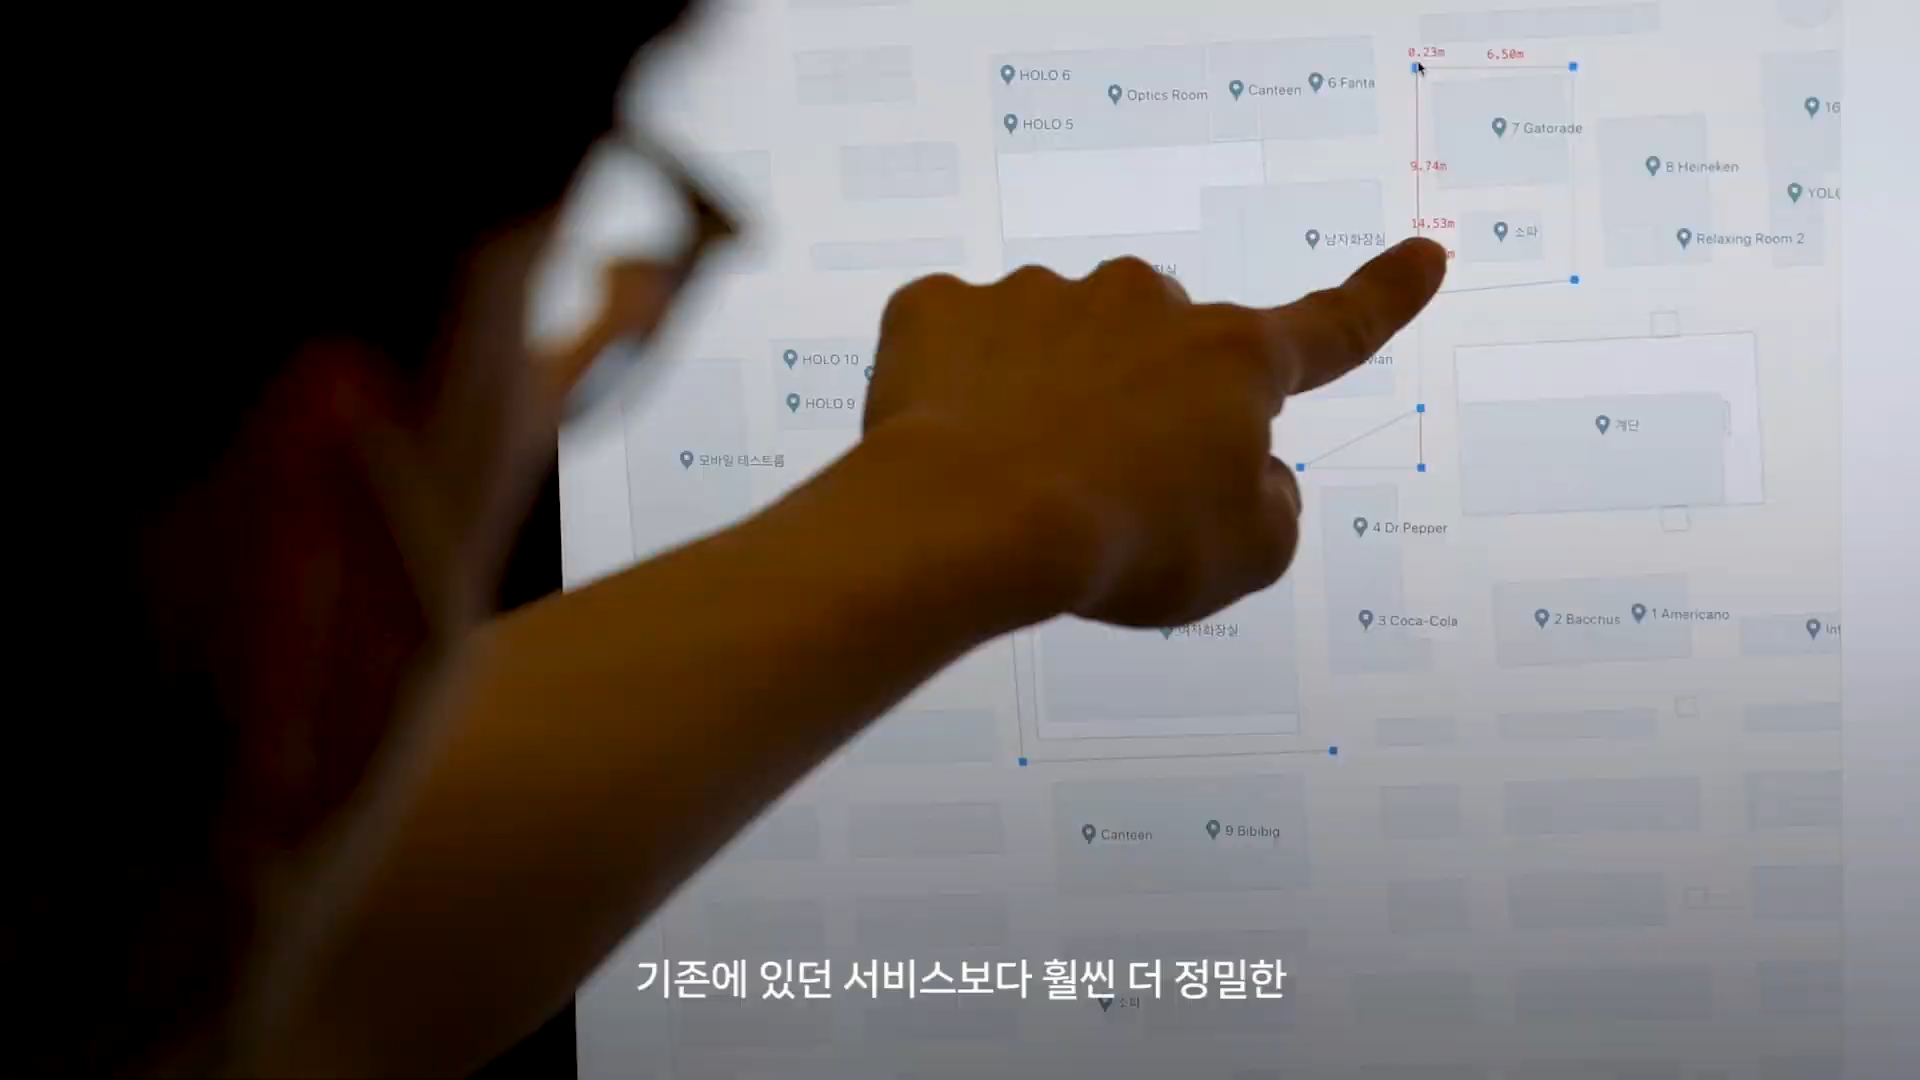 0.23m
6.50m
HOLO 6
Optics Room
Canteen
6 Fanta
HOLO 5
7 Gatorade
16
9.74m
8 Heineken
14.53m
남자화장실
소파
Relaxing Room 2
HOLO 10
HOLO 9
계단
모바일 테스트룸
4 Dr Pepper
3 Coca-Cola
2 Bacchus
1 Americano
여자화장실
Canteen
9 Bibibig
기존에 있던 서비스보다 훨씬 더 정밀한
소파